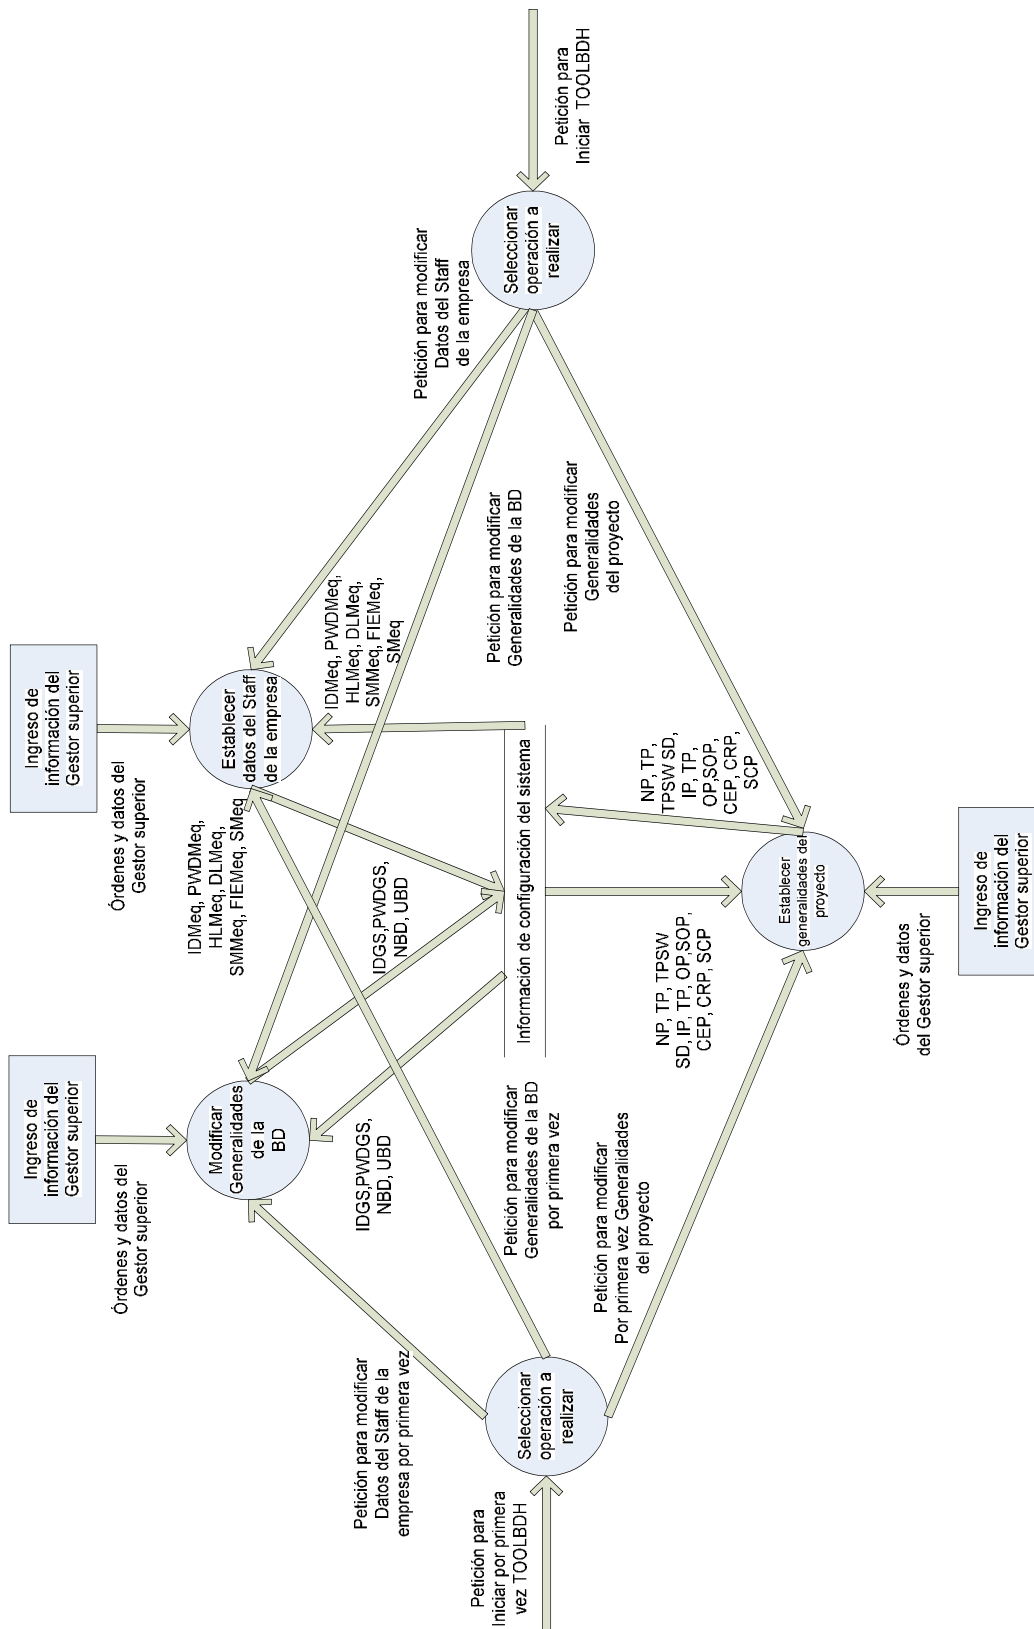 Ingreso de
información del
Gestor superior
Órdenes y datos del
Gestor superior
Modificar
Generalidades
de la
BD
Ingreso de
información del
Gestor superior
Órdenes y datos del
Gestor superior
Establecer
datos del Staff
de la empresa
IDMeq, PWDMeq,
HLMeq, DLMeq,
SMMeq, FIEMeq, SMeq
IDMeq, PWDMeq,
HLMeq, DLMeq,
SMMeq, FIEMeq,
SMeq
Petición para modificar
Datos del Staff
de la empresa
Petición para modificar
Datos del Staff de la
empresa por primera vez
IDGS,PWDGS,
NBD, UBD
IDGS,PWDGS,
NBD, UBD
Petición para
Iniciar por primera
vez TOOLBDH
Seleccionar
operación a
realizar
Petición para modificar
Generalidades de la BD
por primera vez
Información de configuración del sistema
Petición para modificar
Generalidades de la BD
Seleccionar
operación a
realizar
Petición para
Iniciar TOOLBDH
Petición para modificar
Por primera vez Generalidades
del proyecto
Petición para modificar
Generalidades
del proyecto
NP, TP, TPSW
SD, IP, TP, OP,SOP,
CEP, CRP, SCP
NP, TP,
TPSW SD,
IP, TP,
OP,SOP,
CEP, CRP,
SCP
Establecer
generalidades del
proyecto
Órdenes y datos
del Gestor superior
Ingreso de
información del
Gestor superior